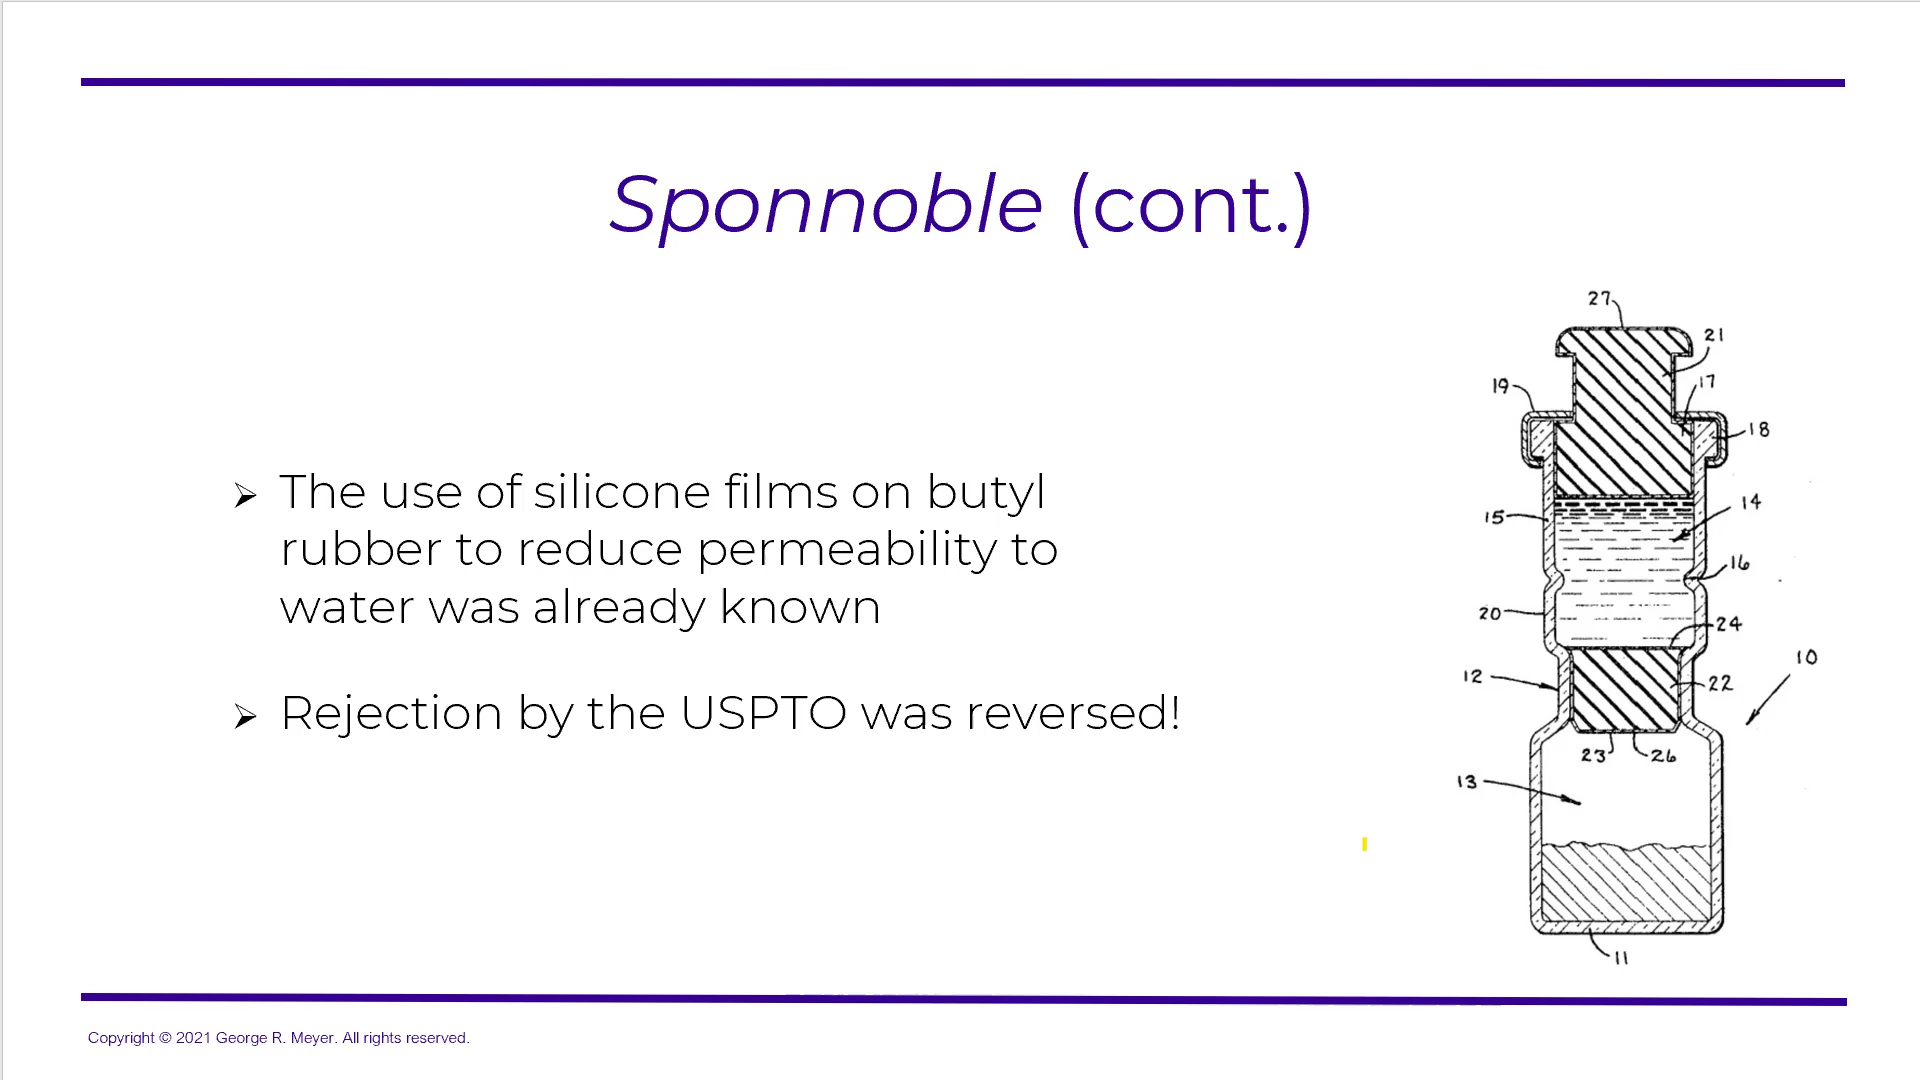 Sponnoble (cont.)
➢ The use of silicone films on butyl
rubber to reduce permeability to
water was already known
➢ Rejection by the USPTO was reversed!
27
21
19
17
18
14
15
16
20
24
10
12
22
23
26
13
11
Copyright © 2021 George R. Meyer. All rights reserved.